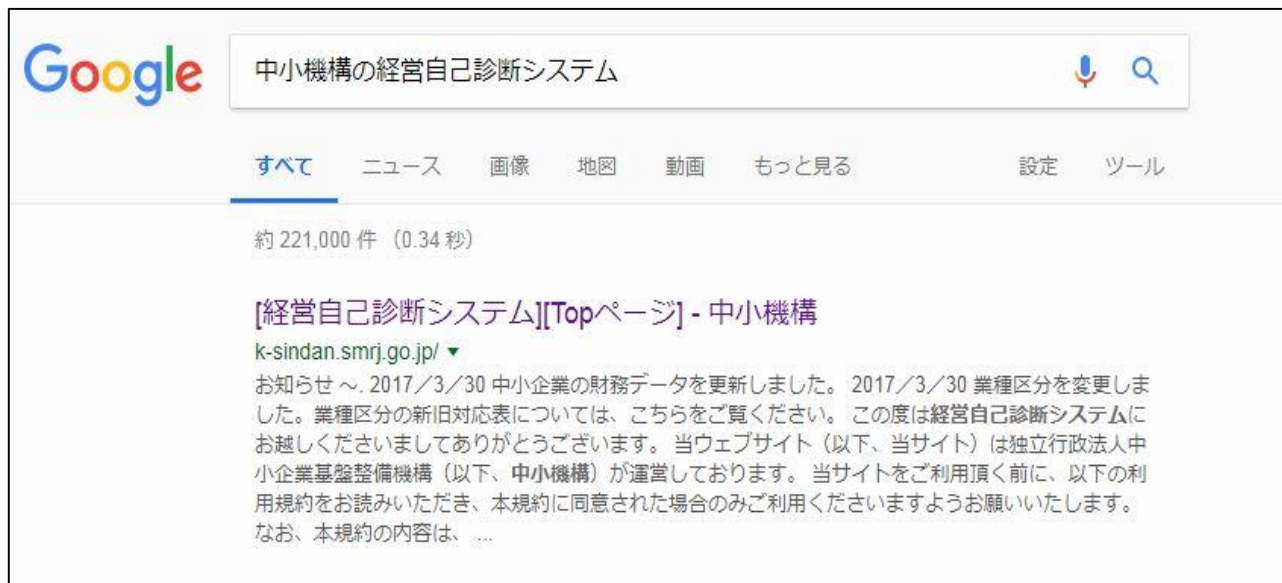 Google
中小機構の経営自己診断システム
すべて ニュース 画像 地図 動画 もっと見る 設定 ツール
約 221,000 件 （0.34 秒）
[経営自己診断システム][Topページ] - 中小機構
k-sindan.smrj.go.jp/ ▼
お知らせ ～. 2017／3／30 中小企業の財務データを更新しました。 2017／3／30 業種区分を変更しま
した。業種区分の新旧対応表については、こちらをご覧ください。 この度は経営自己診断システムに
お越しくださいましてありがとうございます。 当ウェブサイト（以下、当サイト）は独立行政法人中
小企業基盤整備機構（以下、中小機構）が運営しております。 当サイトをご利用頂く前に、以下の利
用規約をお読みいただき、本規約に同意された場合のみご利用くださいますようお願いいたします。
なお、本規約の内容は、 ...